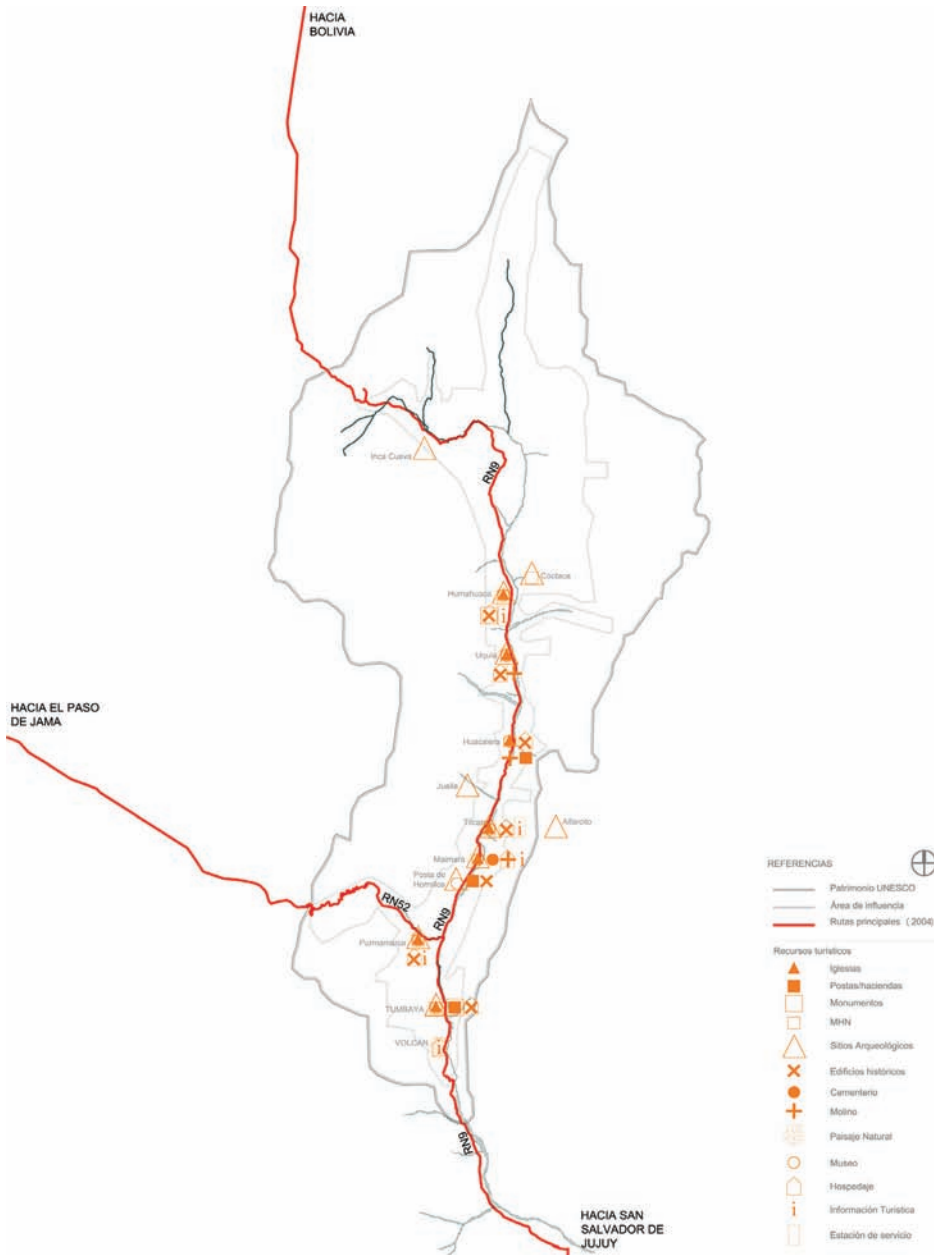 HACIA
BOLIVIA
Inca Cueva
RN9
Coctaca
Humahuaca
i
Uquia
HACIA EL PASO
DE JAMA
Huacalera
Juella
Tilcara
i
Alfarcito
Maimará
i
Posta de
Hornillos
RN52
RN9
Purmamarca
i
TUMBAYA
VOLCAN
i
RN9
HACIA SAN
SALVADOR DE
JUJUY
REFERENCIAS
Patrimonio UNESCO
Área de influencia
Rutas principales (2004)
Recursos turísticos
Iglesias
Postas/haciendas
Monumentos
MHN
Sitios Arqueológicos
Edificios históricos
Cementerio
Molino
Paisaje Natural
Museo
Hospedaje
i Información Turistica
Estación de servicio